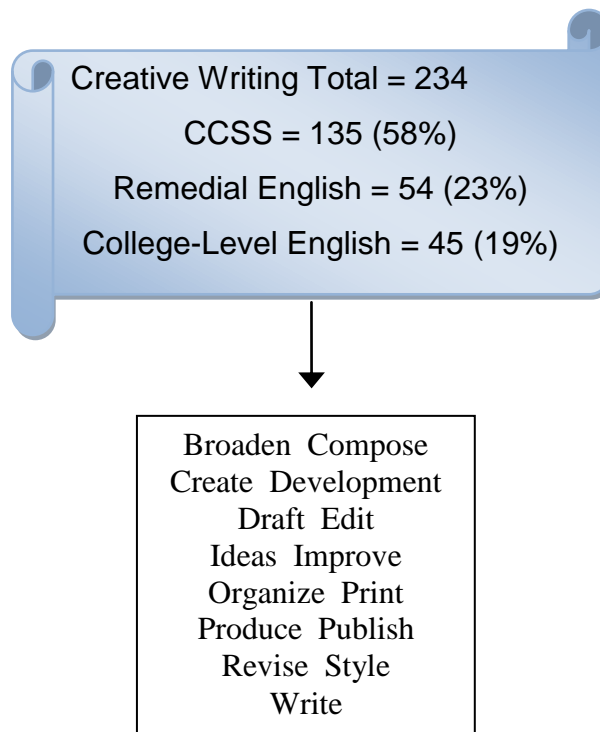 Creative Writing Total = 234
CCSS = 135 (58%)
Remedial English = 54 (23%)
College-Level English = 45 (19%)
Broaden Compose
Create Development
Draft Edit
Ideas Improve
Organize Print
Produce Publish
Revise Style
Write